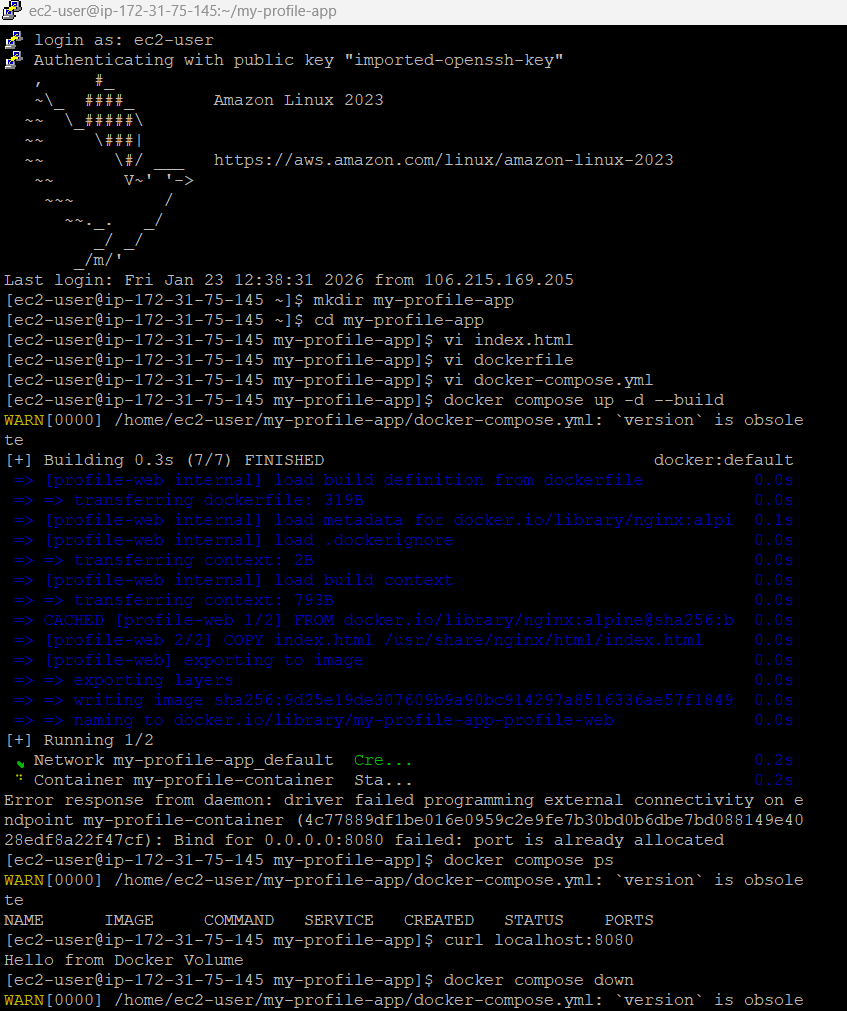 ec2-user@ip-172-31-75-145:~/my-profile-app
login as: ec2-user
Authenticating with public key "imported-openssh-key"
   ,     #_
   ~\_  ####_        Amazon Linux 2023
  ~~  \_#####\
  ~~     \###|
  ~~       \#/ ___   https://aws.amazon.com/linux/amazon-linux-2023
   ~~       V~' '->
    ~~~         /
      ~~._.   _/
         _/ _/
       _/m/'
Last login: Fri Jan 23 12:38:31 2026 from 106.215.169.205
[ec2-user@ip-172-31-75-145 ~]$ mkdir my-profile-app
[ec2-user@ip-172-31-75-145 ~]$ cd my-profile-app
[ec2-user@ip-172-31-75-145 my-profile-app]$ vi index.html
[ec2-user@ip-172-31-75-145 my-profile-app]$ vi dockerfile
[ec2-user@ip-172-31-75-145 my-profile-app]$ vi docker-compose.yml
[ec2-user@ip-172-31-75-145 my-profile-app]$ docker compose up -d --build
WARN[0000] /home/ec2-user/my-profile-app/docker-compose.yml: `version` is obsole
te
[+] Building 0.3s (7/7) FINISHED                                 docker:default
 => [profile-web internal] load build definition from dockerfile           0.0s
 => => transferring dockerfile: 319B                                       0.0s
 => [profile-web internal] load metadata for docker.io/library/nginx:alpi  0.1s
 => [profile-web internal] load .dockerignore                              0.0s
 => => transferring context: 2B                                            0.0s
 => [profile-web internal] load build context                              0.0s
 => => transferring context: 793B                                          0.0s
 => CACHED [profile-web 1/2] FROM docker.io/library/nginx:alpine@sha256:b  0.0s
 => [profile-web 2/2] COPY index.html /usr/share/nginx/html/index.html     0.0s
 => [profile-web] exporting to image                                       0.0s
 => => exporting layers                                                    0.0s
 => => writing image sha256:9d25e19de307609b9a90bc914297a8516336ae57f1849  0.0s
 => => naming to docker.io/library/my-profile-app-profile-web              0.0s
[+] Running 1/2
 Network my-profile-app_default  Cre...                                  0.2s
 Container my-profile-container  Sta...                                  0.2s
Error response from daemon: driver failed programming external connectivity on e
ndpoint my-profile-container (4c77889df1be016e0959c2e9fe7b30bd0b6dbe7bd088149e40
28edf8a22f47cf): Bind for 0.0.0.0:8080 failed: port is already allocated
[ec2-user@ip-172-31-75-145 my-profile-app]$ docker compose ps
WARN[0000] /home/ec2-user/my-profile-app/docker-compose.yml: `version` is obsole
te
NAME      IMAGE     COMMAND   SERVICE   CREATED   STATUS    PORTS
[ec2-user@ip-172-31-75-145 my-profile-app]$ curl localhost:8080
Hello from Docker Volume
[ec2-user@ip-172-31-75-145 my-profile-app]$ docker compose down
WARN[0000] /home/ec2-user/my-profile-app/docker-compose.yml: `version` is obsole